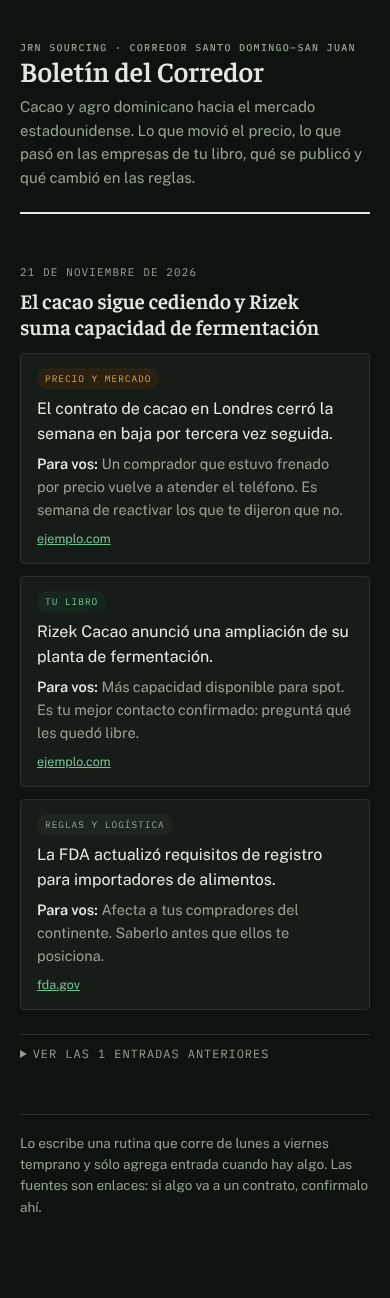 JRN SOURCING · CORREDOR SANTO DOMINGO–SAN JUAN
Boletín del Corredor
Cacao y agro dominicano hacia el mercado
estadounidense. Lo que movió el precio, lo que
pasó en las empresas de tu libro, qué se publicó y
qué cambió en las reglas.
21 DE NOVIEMBRE DE 2026
El cacao sigue cediendo y Rizek
suma capacidad de fermentación
PRECIO Y MERCADO
El contrato de cacao en Londres cerró la
semana en baja por tercera vez seguida.
Para vos: Un comprador que estuvo frenado
por precio vuelve a atender el teléfono. Es
semana de reactivar los que te dijeron que no.
ejemplo.com
TU LIBRO
Rizek Cacao anunció una ampliación de su
planta de fermentación.
Para vos: Más capacidad disponible para spot.
Es tu mejor contacto confirmado: preguntá qué
les quedó libre.
ejemplo.com
REGLAS Y LOGÍSTICA
La FDA actualizó requisitos de registro
para importadores de alimentos.
Para vos: Afecta a tus compradores del
continente. Saberlo antes que ellos te
posiciona.
fda.gov
VER LAS 1 ENTRADAS ANTERIORES
Lo escribe una rutina que corre de lunes a viernes
temprano y sólo agrega entrada cuando hay algo. Las
fuentes son enlaces: si algo va a un contrato, confirmalo
ahí.